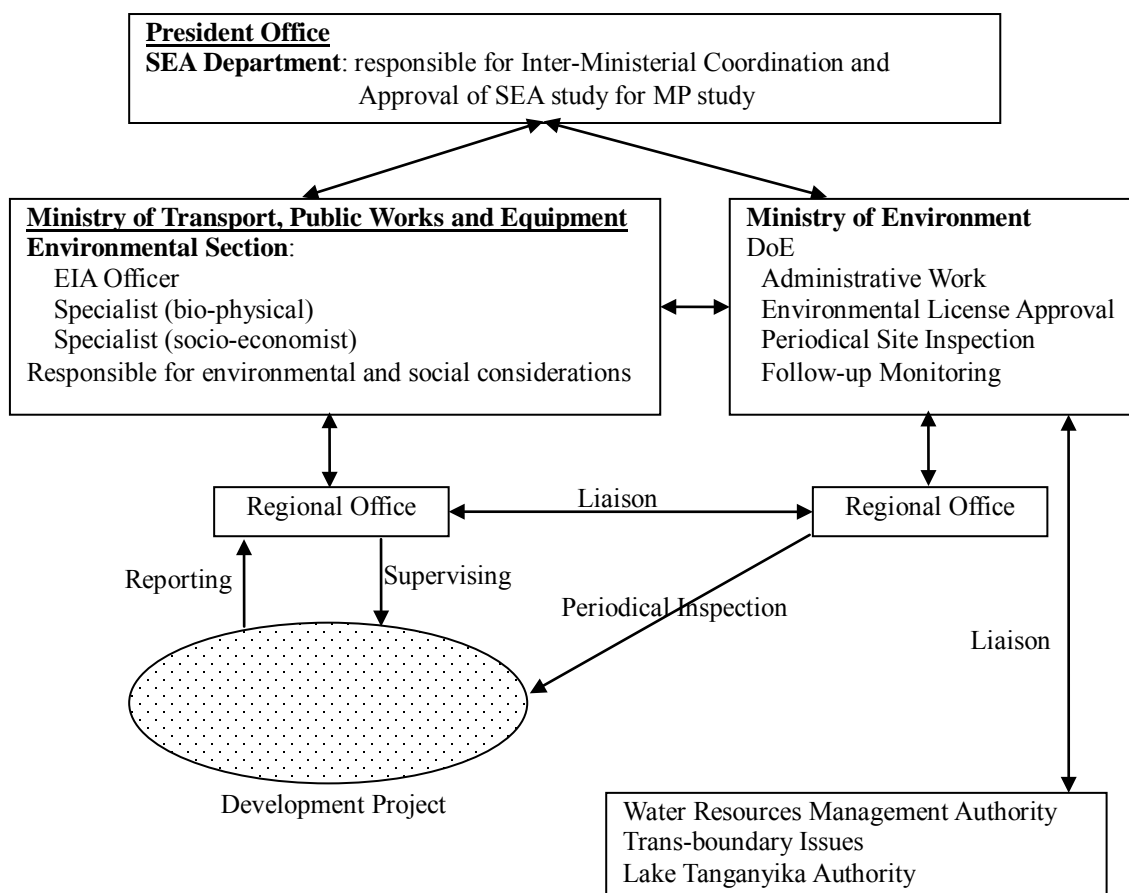 President Office
SEA Department: responsible for Inter-Ministerial Coordination and
Approval of SEA study for MP study
Ministry of Transport, Public Works and Equipment
Environmental Section:
EIA Officer
Specialist (bio-physical)
Specialist (socio-economist)
Responsible for environmental and social considerations
Ministry of Environment
DoE
Administrative Work
Environmental License Approval
Periodical Site Inspection
Follow-up Monitoring
Regional Office
Liaison
Regional Office
Reporting
Supervising
Periodical Inspection
Liaison
Development Project
Water Resources Management Authority
Trans-boundary Issues
Lake Tanganyika Authority